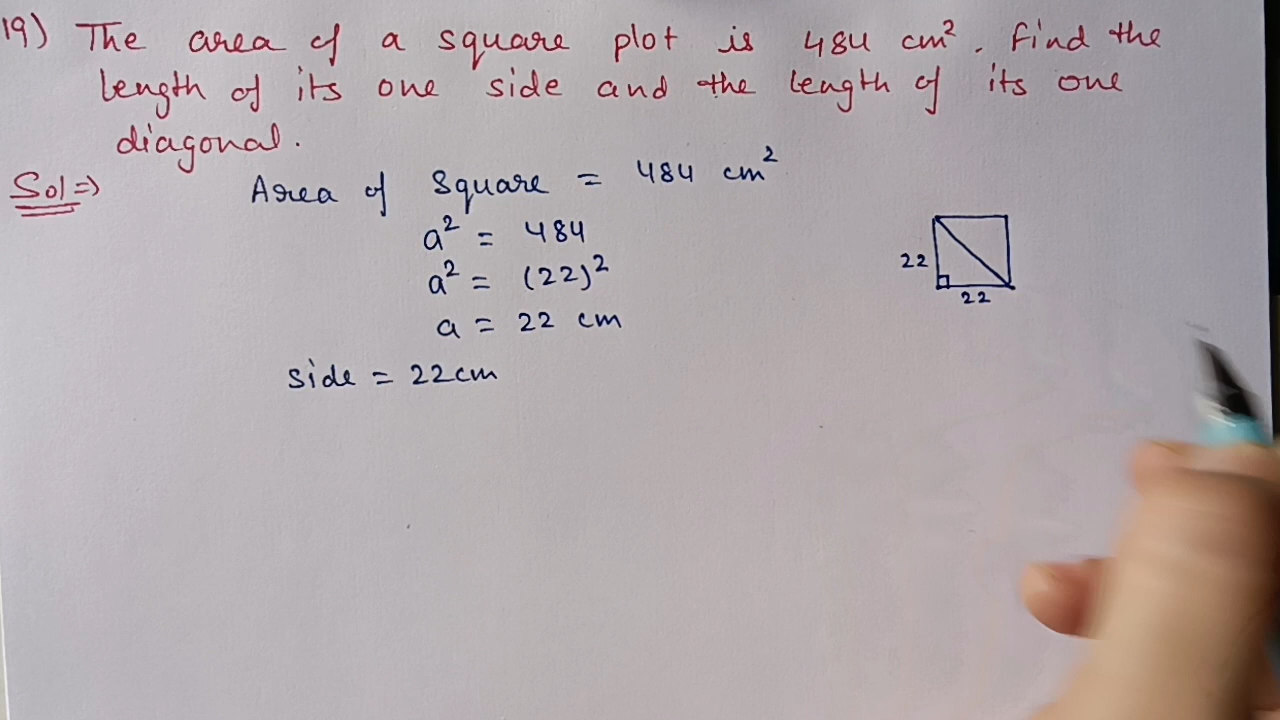 19) The area of a square plot is 484 cm². Find the
length of its one side and the length of its one
diagonal.
Sol=> Area of Square = 484 cm²
a² = 484
a² = (22)²
a = 22 cm
side = 22cm
22
22